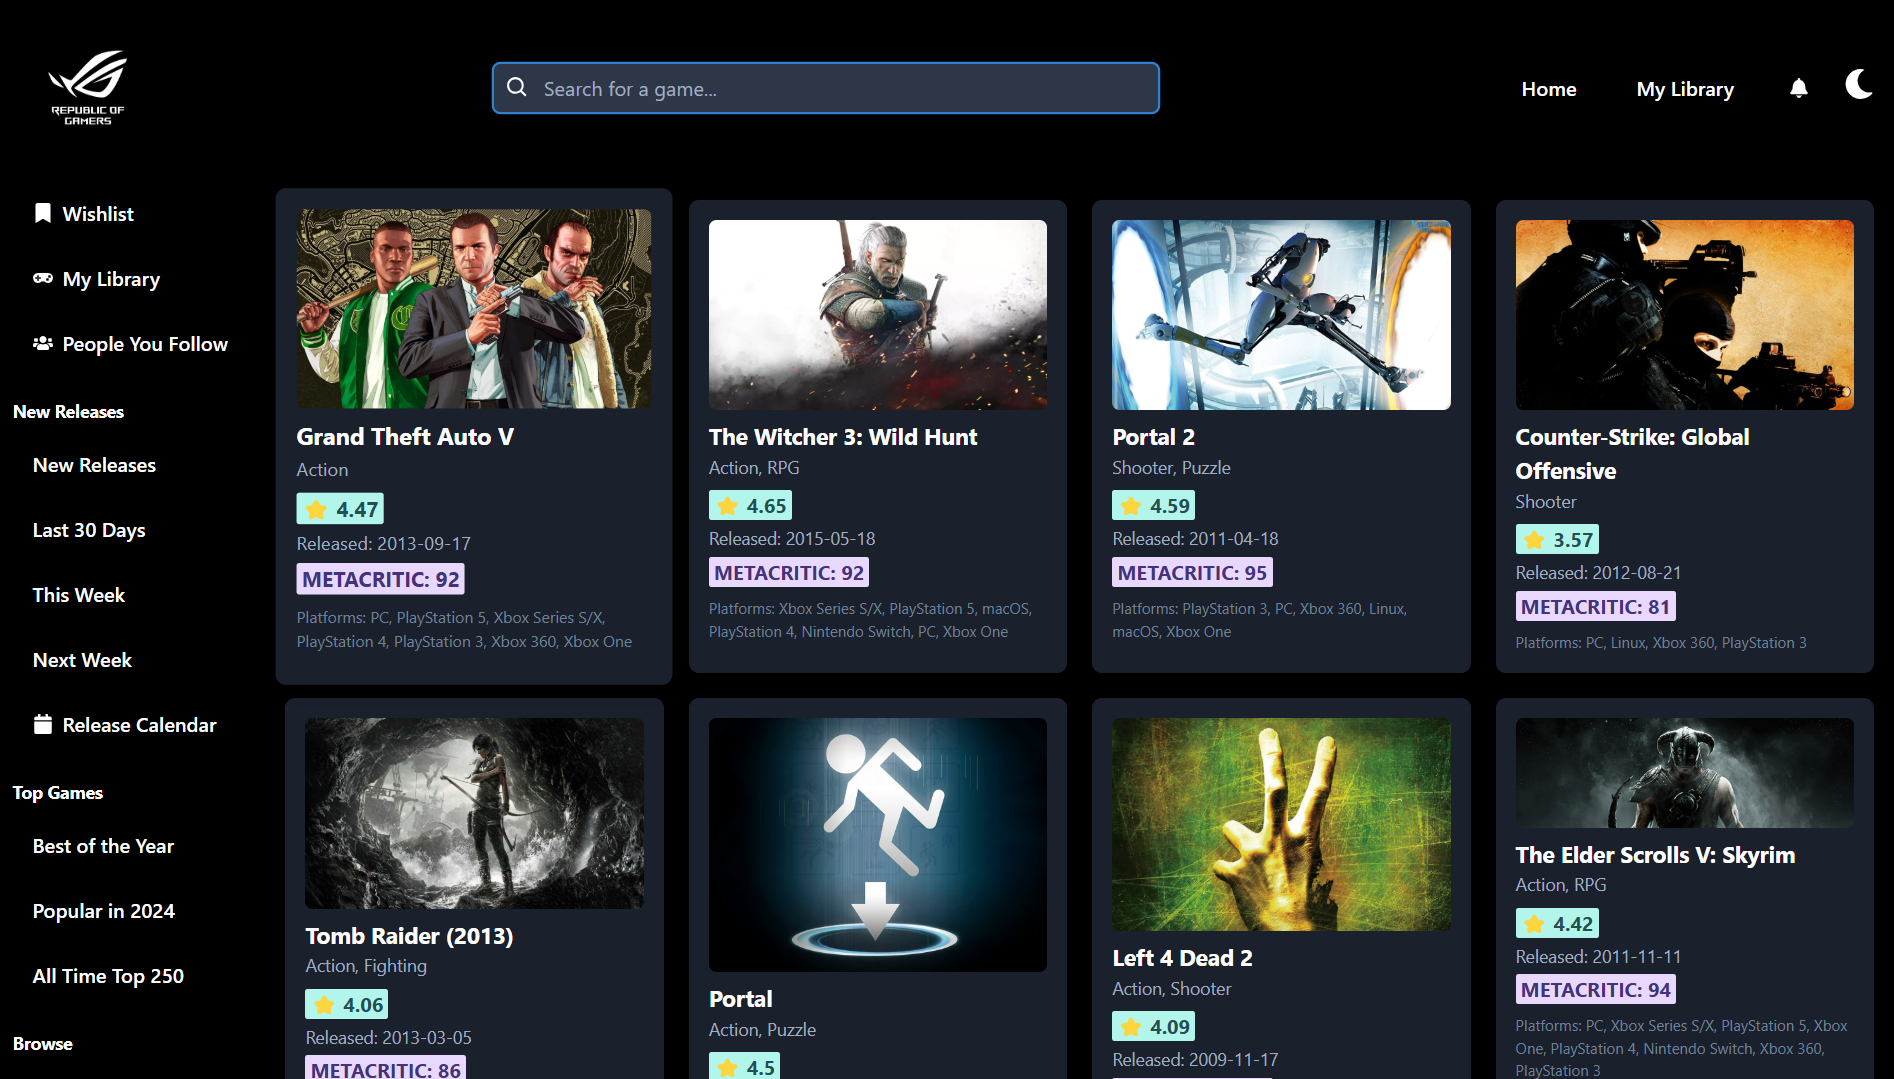 REPUBLIC OF
GAMERS
Search for a game...
Home
My Library
Wishlist
My Library
People You Follow
New Releases
New Releases
Last 30 Days
This Week
Next Week
Release Calendar
Top Games
Best of the Year
Popular in 2024
All Time Top 250
Browse
Grand Theft Auto V
Action
4.47
Released: 2013-09-17
METACRITIC: 92
Platforms: PC, PlayStation 5, Xbox Series S/X,
PlayStation 4, PlayStation 3, Xbox 360, Xbox One
The Witcher 3: Wild Hunt
Action, RPG
4.65
Released: 2015-05-18
METACRITIC: 92
Platforms: Xbox Series S/X, PlayStation 5, macOS,
PlayStation 4, Nintendo Switch, PC, Xbox One
Portal 2
Shooter, Puzzle
4.59
Released: 2011-04-18
METACRITIC: 95
Platforms: PlayStation 3, PC, Xbox 360, Linux,
macOS, Xbox One
Counter-Strike: Global
Offensive
Shooter
3.57
Released: 2012-08-21
METACRITIC: 81
Platforms: PC, Linux, Xbox 360, PlayStation 3
Tomb Raider (2013)
Action, Fighting
4.06
Released: 2013-03-05
METACRITIC: 86
Portal
Action, Puzzle
4.5
Left 4 Dead 2
Action, Shooter
4.09
Released: 2009-11-17
The Elder Scrolls V: Skyrim
Action, RPG
4.42
Released: 2011-11-11
METACRITIC: 94
Platforms: PC, Xbox Series S/X, PlayStation 5, Xbox
One, PlayStation 4, Nintendo Switch, Xbox 360,
PlayStation 3